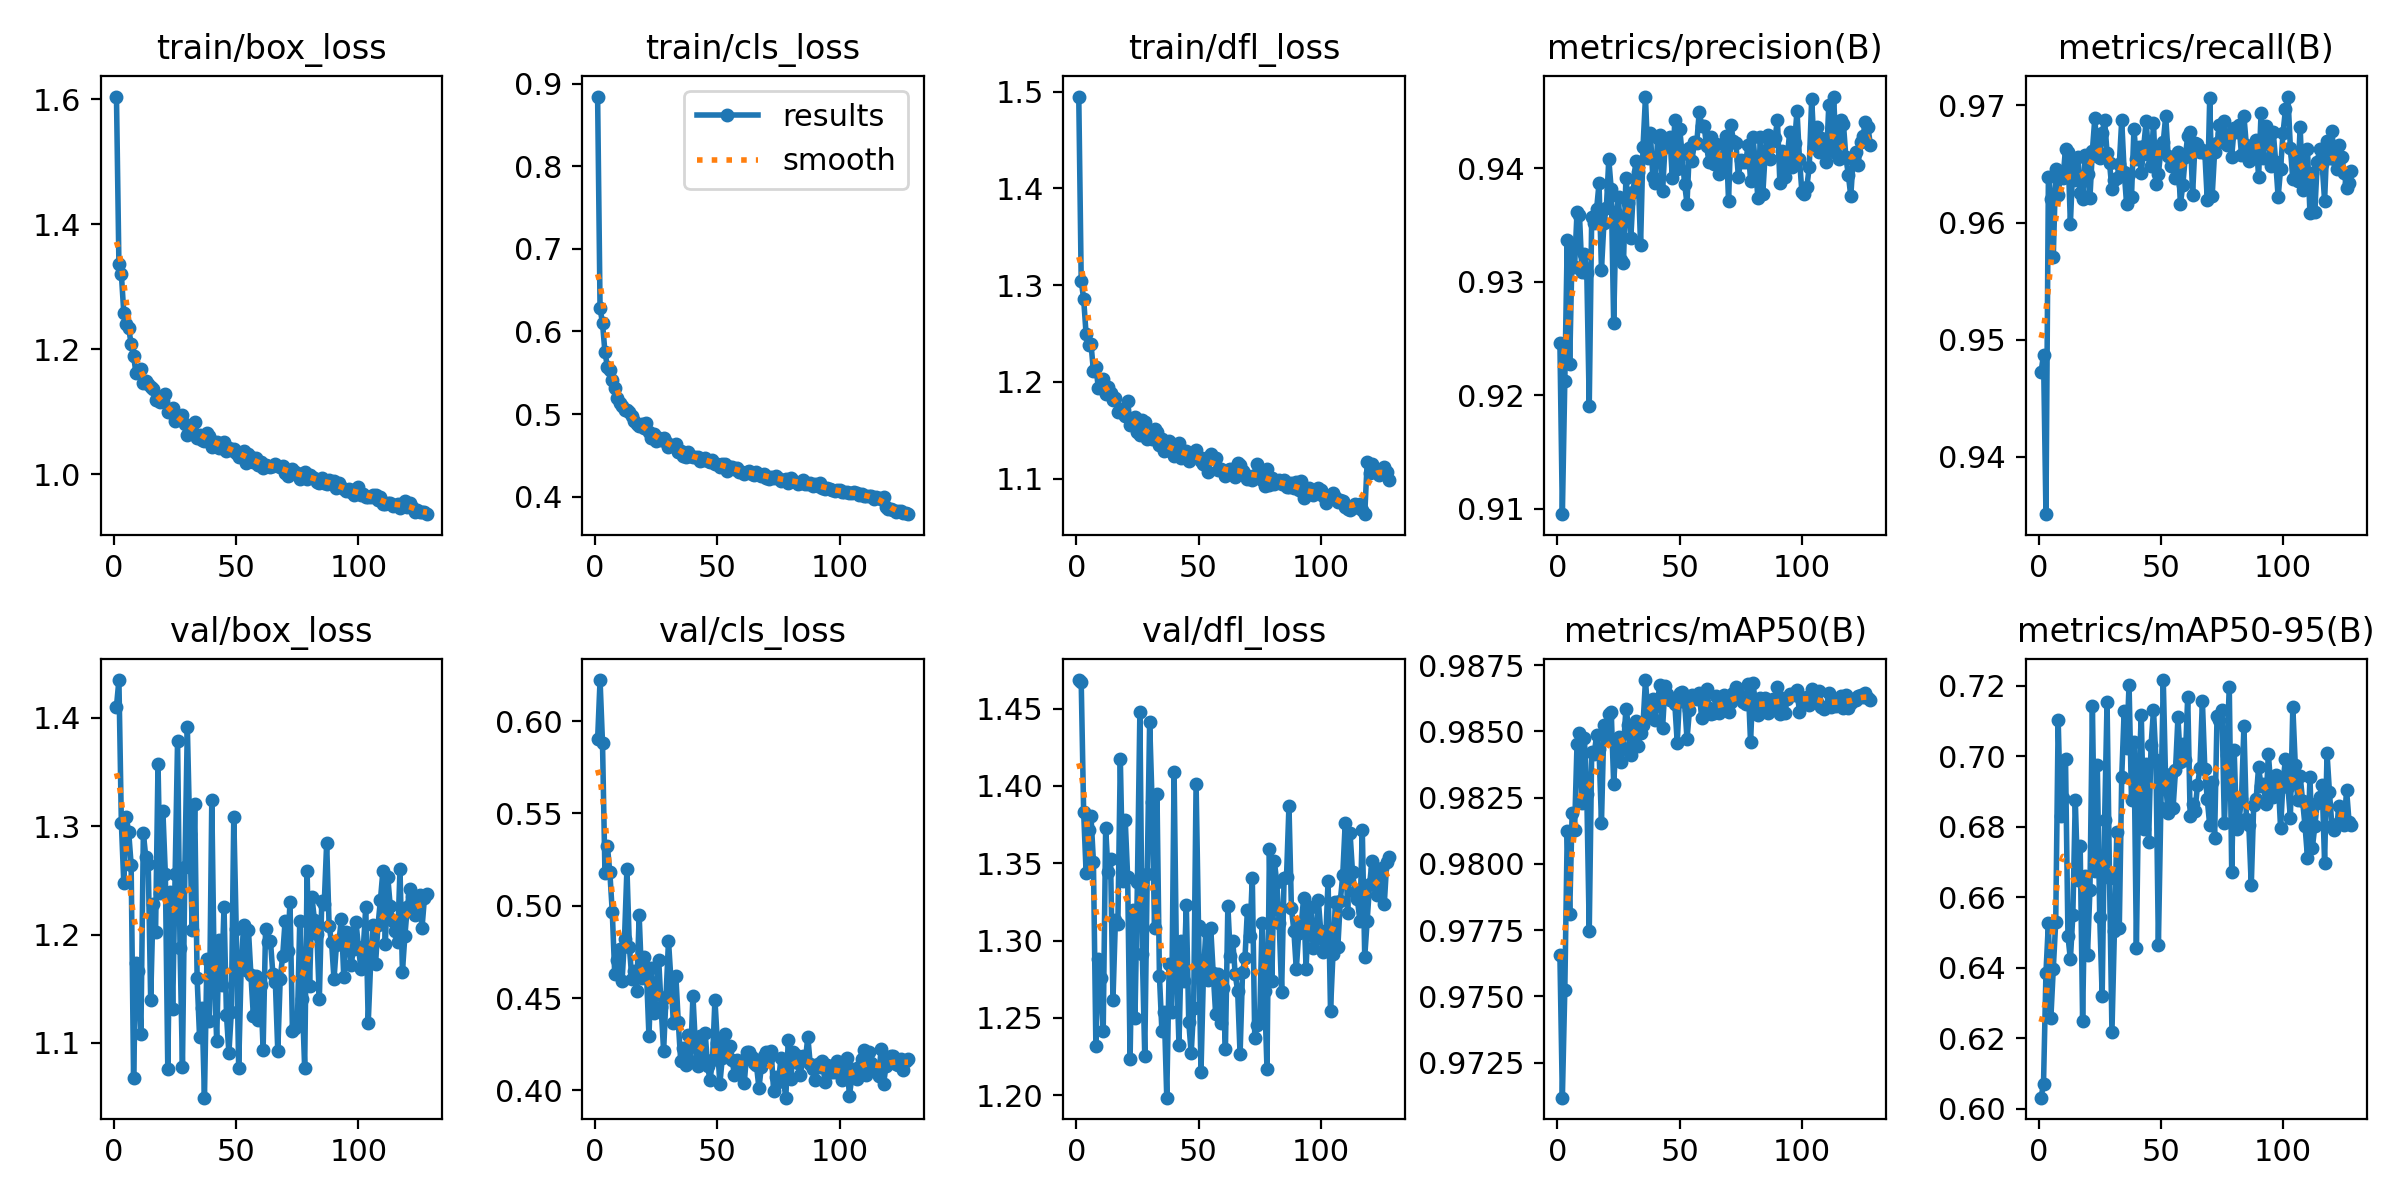 train/box_loss
1.6
1.4
1.2
1.0
0 50 100
train/cls_loss
0.9
0.8
0.7
0.6
0.5
0.4
results
smooth
0 50 100
train/dfl_loss
1.5
1.4
1.3
1.2
1.1
0 50 100
metrics/precision(B)
0.94
0.93
0.92
0.91
0 50 100
metrics/recall(B)
0.97
0.96
0.95
0.94
0 50 100
val/box_loss
1.4
1.3
1.2
1.1
0 50 100
val/cls_loss
0.60
0.55
0.50
0.45
0.40
0 50 100
val/dfl_loss
1.45
1.40
1.35
1.30
1.25
1.20
0 50 100
metrics/mAP50(B)
0.9875
0.9850
0.9825
0.9800
0.9775
0.9750
0.9725
0 50 100
metrics/mAP50-95(B)
0.72
0.70
0.68
0.66
0.64
0.62
0.60
0 50 100